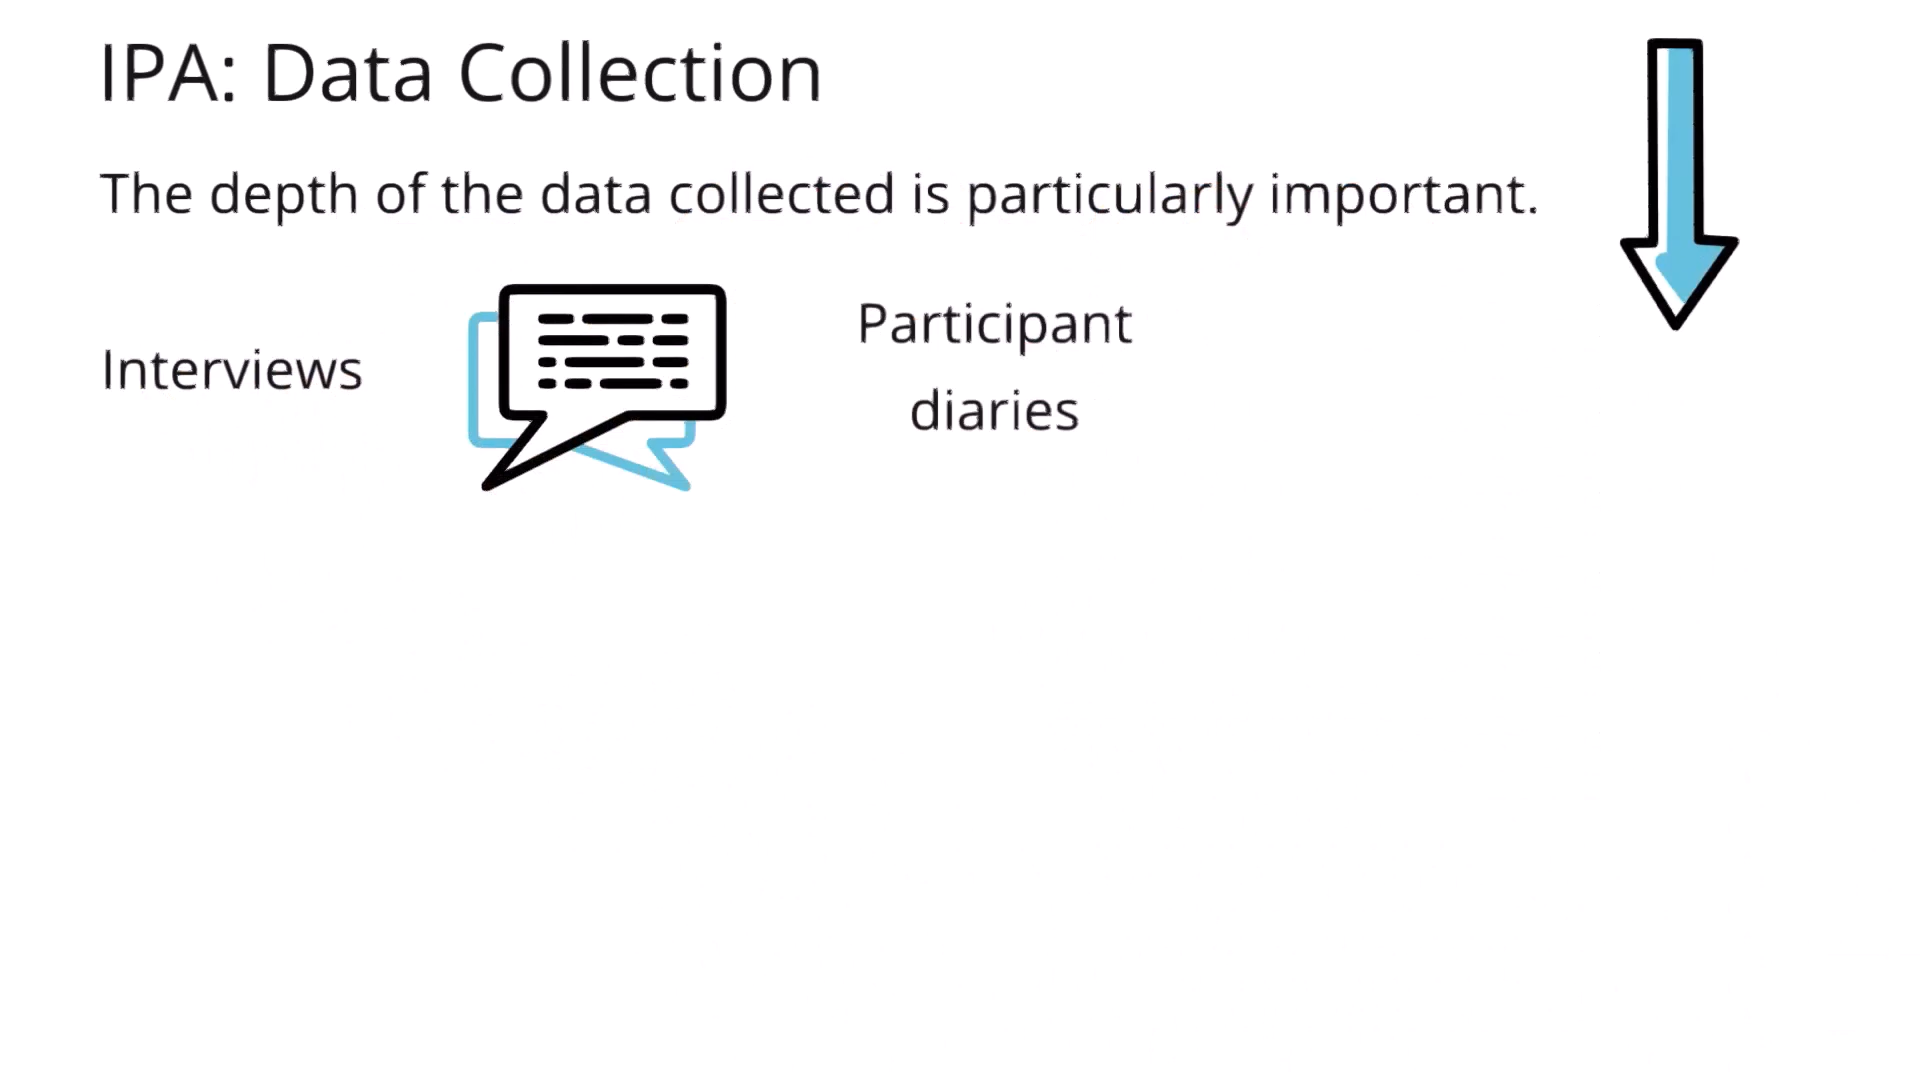 IPA: Data Collection
The depth of the data collected is particularly important.
Interviews
Participant
diaries